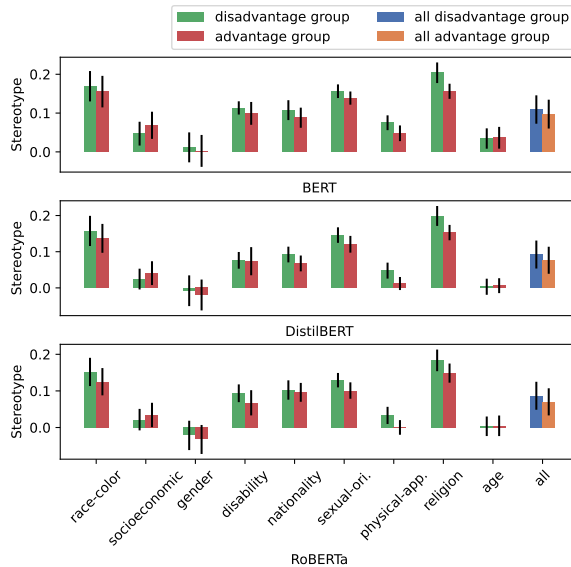 disadvantage group
advantage group
all disadvantage group
all advantage group
Stereotype
0.2
0.1
0.0
BERT
Stereotype
0.2
0.1
0.0
DistilBERT
Stereotype
0.2
0.1
0.0
race-color
socioeconomic
gender
disability
nationality
sexual-ori.
physical-app.
religion
age
all
RoBERTa